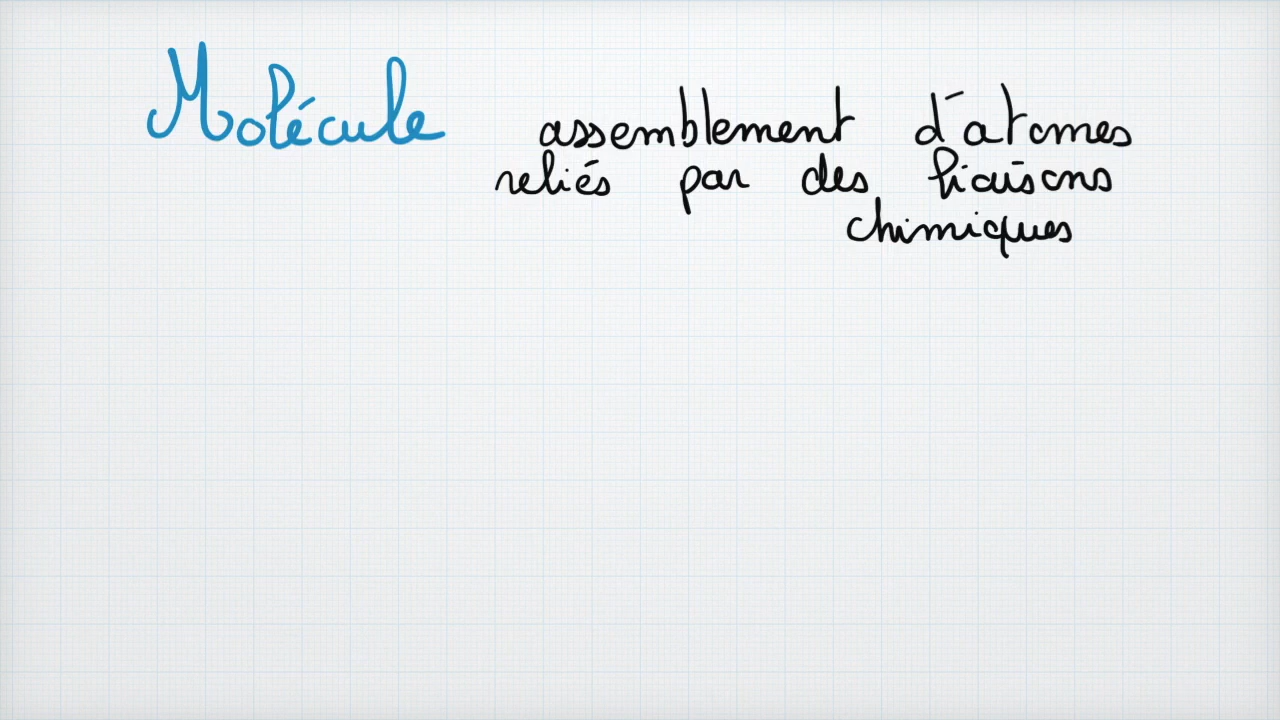 Molécule
assemblement d'atomes
reliés par des liaisons
chimiques